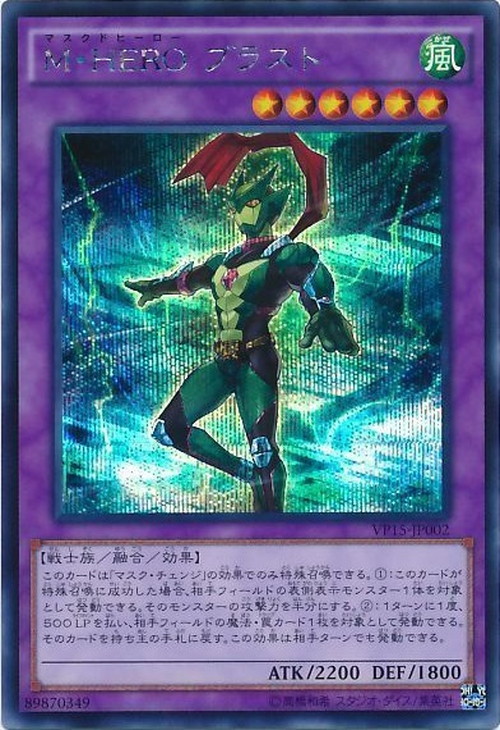 マスクドヒーロー
M・HERO ブラスト
風
VP15-JP002
【戦士族/融合/効果】
このカードは「マスク・チェンジ」の効果でのみ特殊召喚できる。①:このカードが
特殊召喚に成功した場合、相手フィールドの表側表示モンスター1体を対象
として発動できる。そのモンスターの攻撃力を半分にする。②:1ターンに1度、
500LPを払い、相手フィールドの魔法・罠カード1枚を対象として発動できる。
そのカードを持ち主の手札に戻す。この効果は相手ターンでも発動できる。
ATK/2200 DEF/1800
89870349
©高橋和希 スタジオ・ダイス/集英社